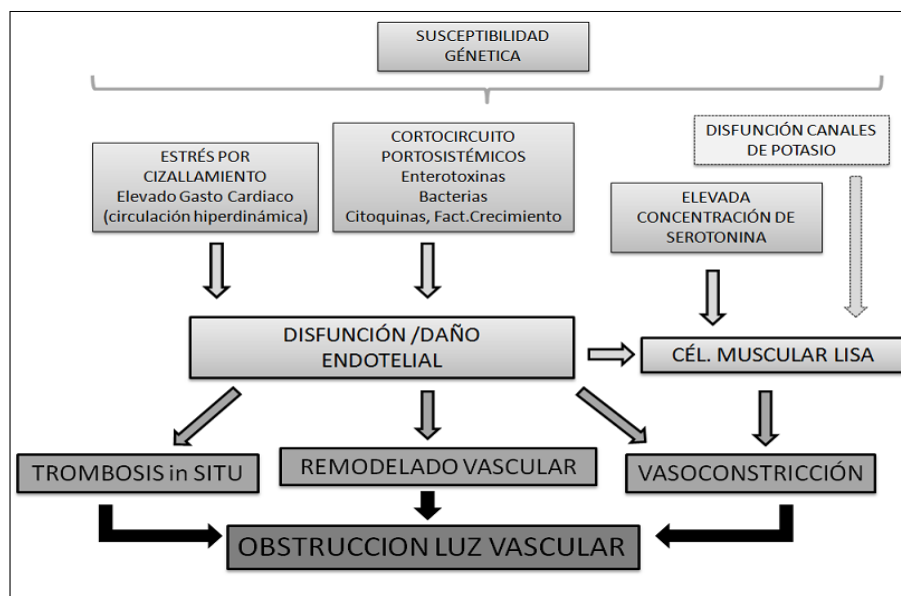 SUSCEPTIBILIDAD
GÉNETICA
ESTRÉS POR
CIZALLAMIENTO
Elevado Gasto Cardiaco
(circulación hiperdinámica)
CORTOCIRCUITO
PORTOSISTÉMICOS
Enterotoxinas
Bacterias
Citoquinas, Fact.Crecimiento
DISFUNCIÓN CANALES
DE POTASIO
ELEVADA
CONCENTRACIÓN DE
SEROTONINA
DISFUNCIÓN /DAÑO
ENDOTELIAL
CÉL. MUSCULAR LISA
TROMBOSIS in SITU
REMODELADO VASCULAR
VASOCONSTRICCIÓN
OBSTRUCCION LUZ VASCULAR